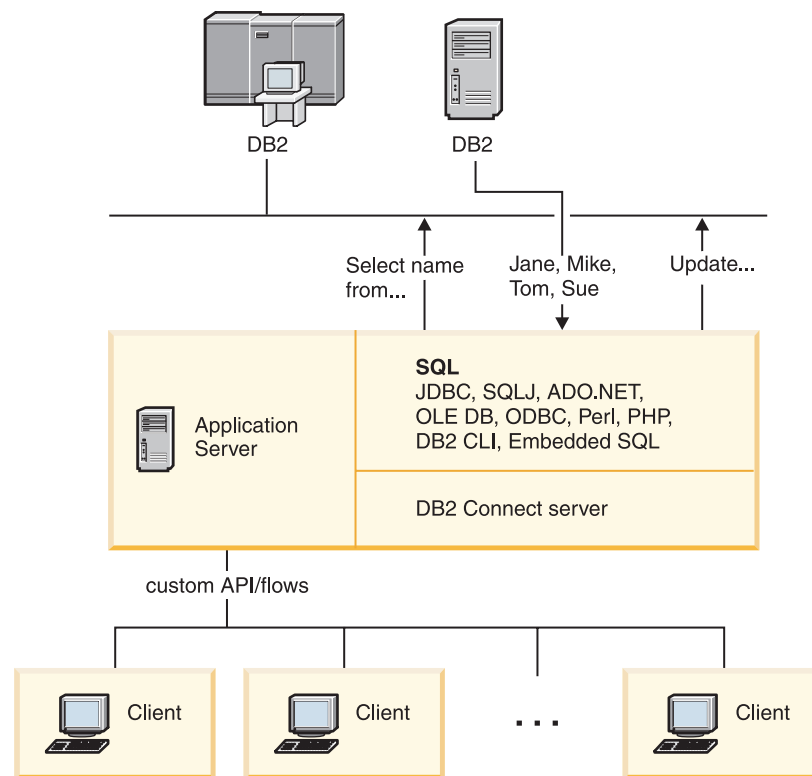 DB2
DB2
Select name
from...
Jane, Mike,
Tom, Sue
Update...
Application
Server
SQL
JDBC, SQLJ, ADO.NET,
OLE DB, ODBC, Perl, PHP,
DB2 CLI, Embedded SQL
DB2 Connect server
custom API/flows
Client
Client
...
Client